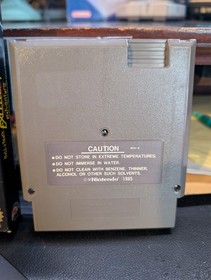 CAUTION
• DO NOT STORE IN EXTREME TEMPERATURES.
• DO NOT IMMERSE IN WATER.
• DO NOT CLEAN WITH BENZENE, THINNER,
ALCOHOL OR OTHER SUCH SOLVENTS.
©Nintendo 1985